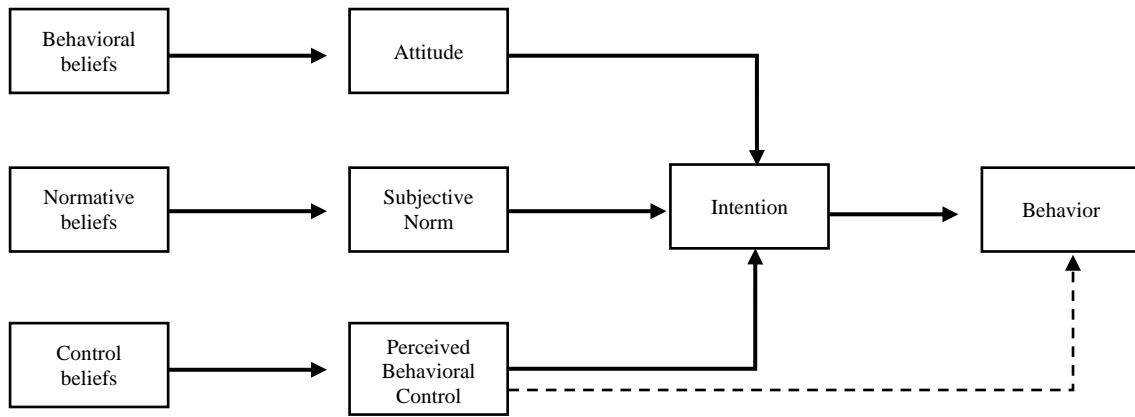 Behavioral
beliefs
Attitude
Normative
beliefs
Subjective
Norm
Intention
Behavior
Control
beliefs
Perceived
Behavioral
Control